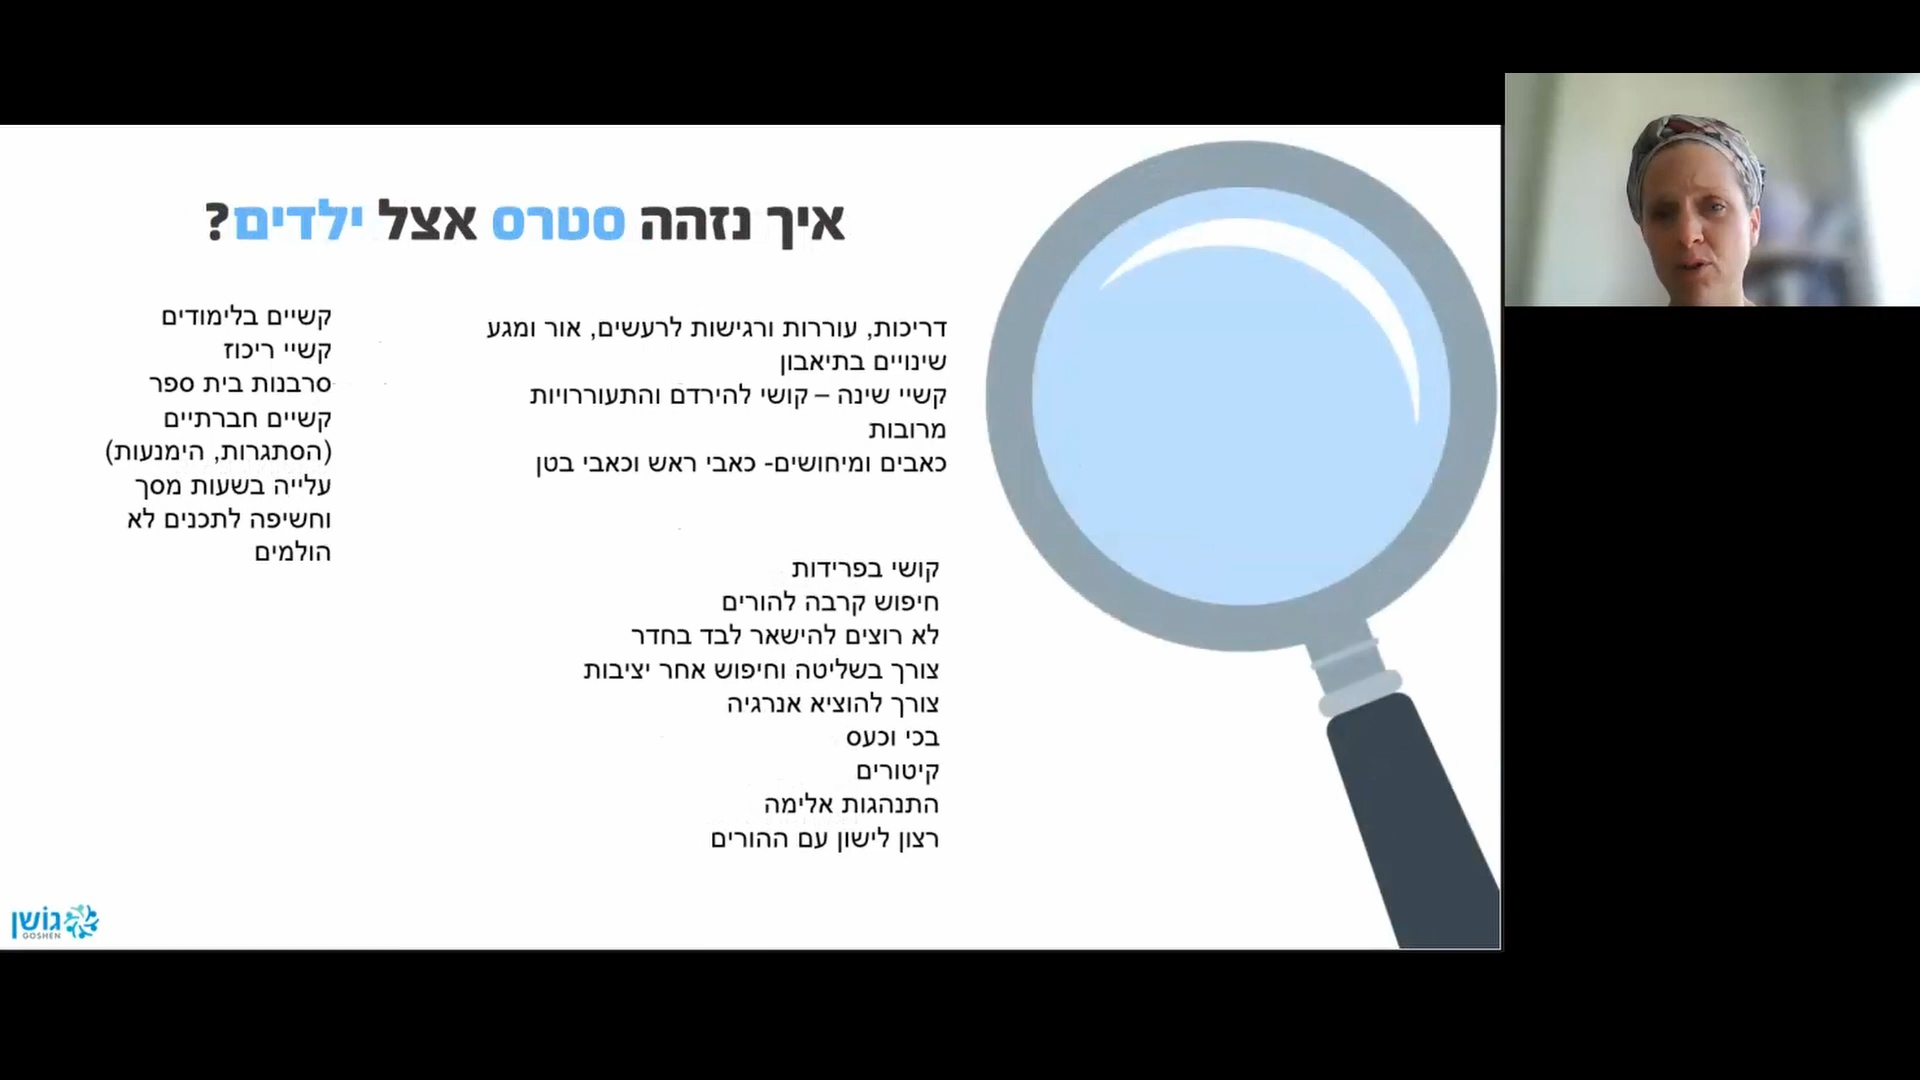 איך נזהה סטרס אצל ילדים?
דריכות, עוררות ורגישות לרעשים, אור ומגע
שינויים בתיאבון
קשיי שינה – קושי להירדם והתעוררויות
מרובות
כאבים ומיחושים- כאבי ראש וכאבי בטן
קושי בפרידות
חיפוש קרבה להורים
לא רוצים להישאר לבד בחדר
צורך בשליטה וחיפוש אחר יציבות
צורך להוציא אנרגיה
בכי וכעס
קיטורים
התנהגות אלימה
רצון לישון עם ההורים
קשיים בלימודים
קשיי ריכוז
סרבנות בית ספר
קשיים חברתיים
(הסתגרות, הימנעות)
עלייה בשעות מסך
וחשיפה לתכנים לא
הולמים
גושן
GOSHEN